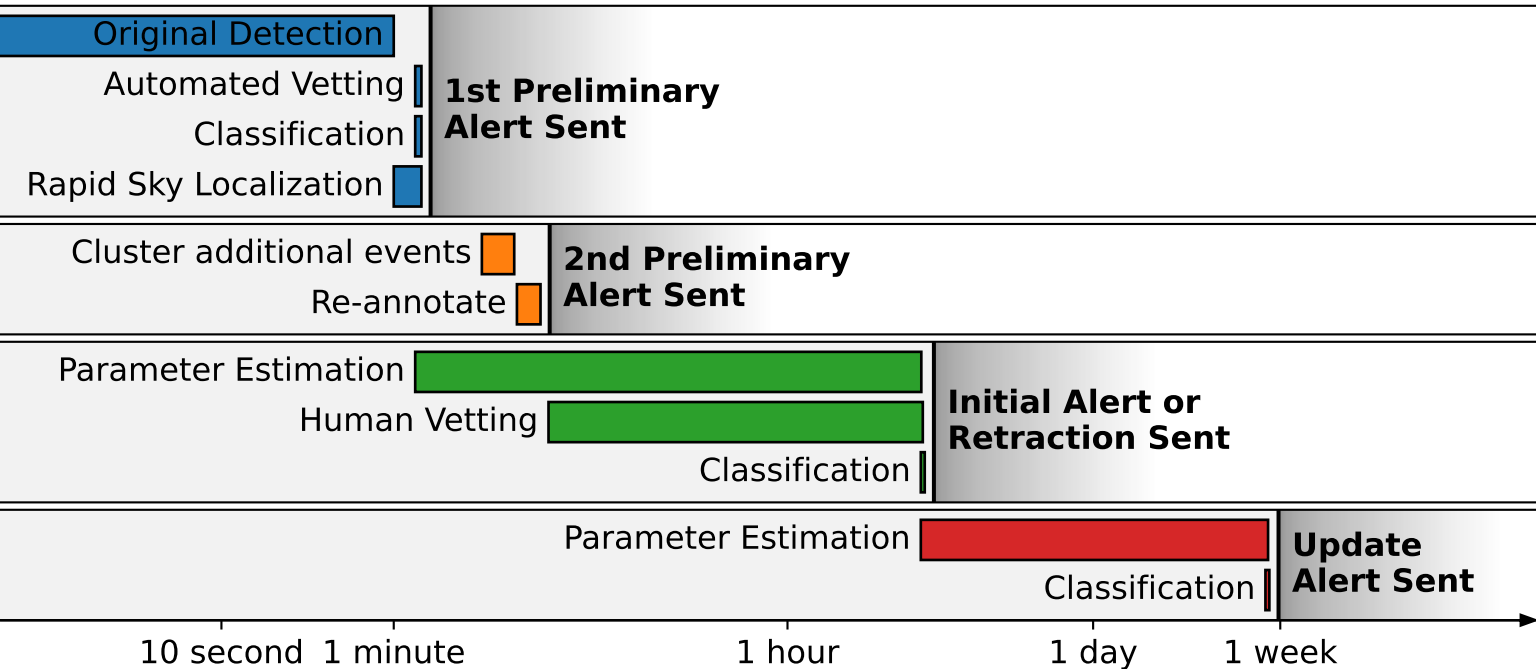 Original Detection
Automated Vetting
Classification
Rapid Sky Localization
1st Preliminary
Alert Sent
Cluster additional events
Re-annotate
2nd Preliminary
Alert Sent
Parameter Estimation
Human Vetting
Classification
Initial Alert or
Retraction Sent
Parameter Estimation
Classification
Update
Alert Sent
10 second 1 minute 1 hour 1 day 1 week